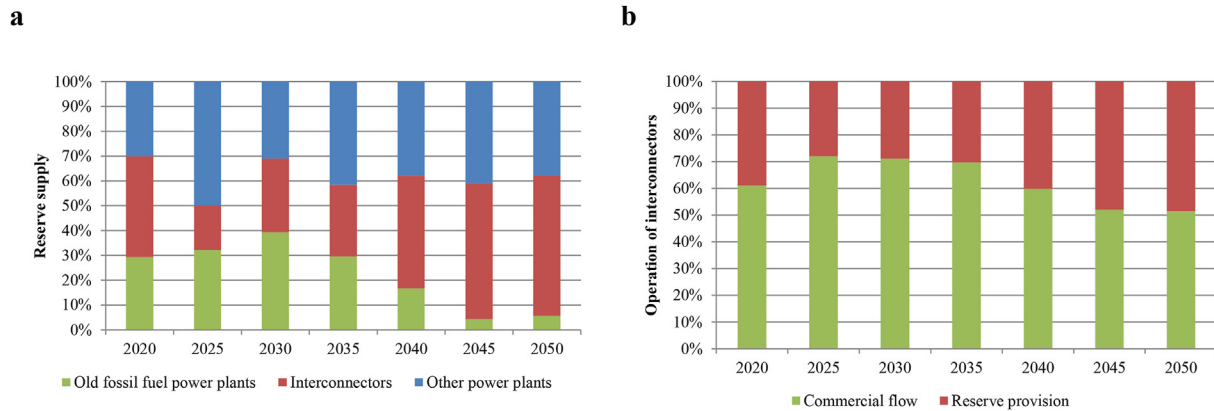 a
100%
90%
80%
70%
60%
50%
40%
30%
20%
10%
0%
Reserve supply
2020 2025 2030 2035 2040 2045 2050
Old fossil fuel power plants Interconnectors Other power plants
b
100%
90%
80%
70%
60%
50%
40%
30%
20%
10%
0%
Operation of interconnectors
2020 2025 2030 2035 2040 2045 2050
Commercial flow Reserve provision